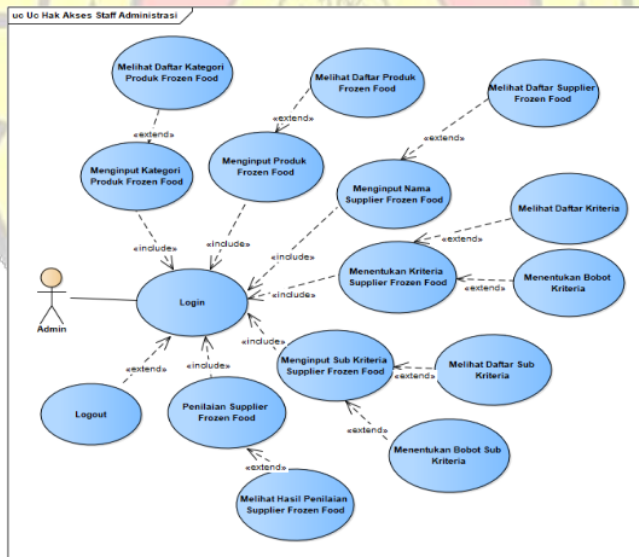 uc Uc Hak Akses Staff Administrasi
Melihat Daftar Kategori
Produk Frozen Food
Melihat Daftar Produk
Frozen Food
Melihat Daftar Supplier
Frozen Food
«extend»
«extend»
«extend»
Menginput Kategori
Produk Frozen Food
Menginput Produk
Frozen Food
Menginput Nama
Supplier Frozen Food
Melihat Daftar Kriteria
«extend»
«include»
«include»
«include»
Menentukan Kriteria
Supplier Frozen Food
Menentukan Bobot
Kriteria
«extend»
«include»
Login
Admin
«include»
Menginput Sub Kriteria
Supplier Frozen Food
Melihat Daftar Sub
Kriteria
«extend»
«extend»
«include»
Logout
Penilaian Supplier
Frozen Food
«extend»
Menentukan Bobot Sub
Kriteria
«extend»
Melihat Hasil Penilaian
Supplier Frozen Food